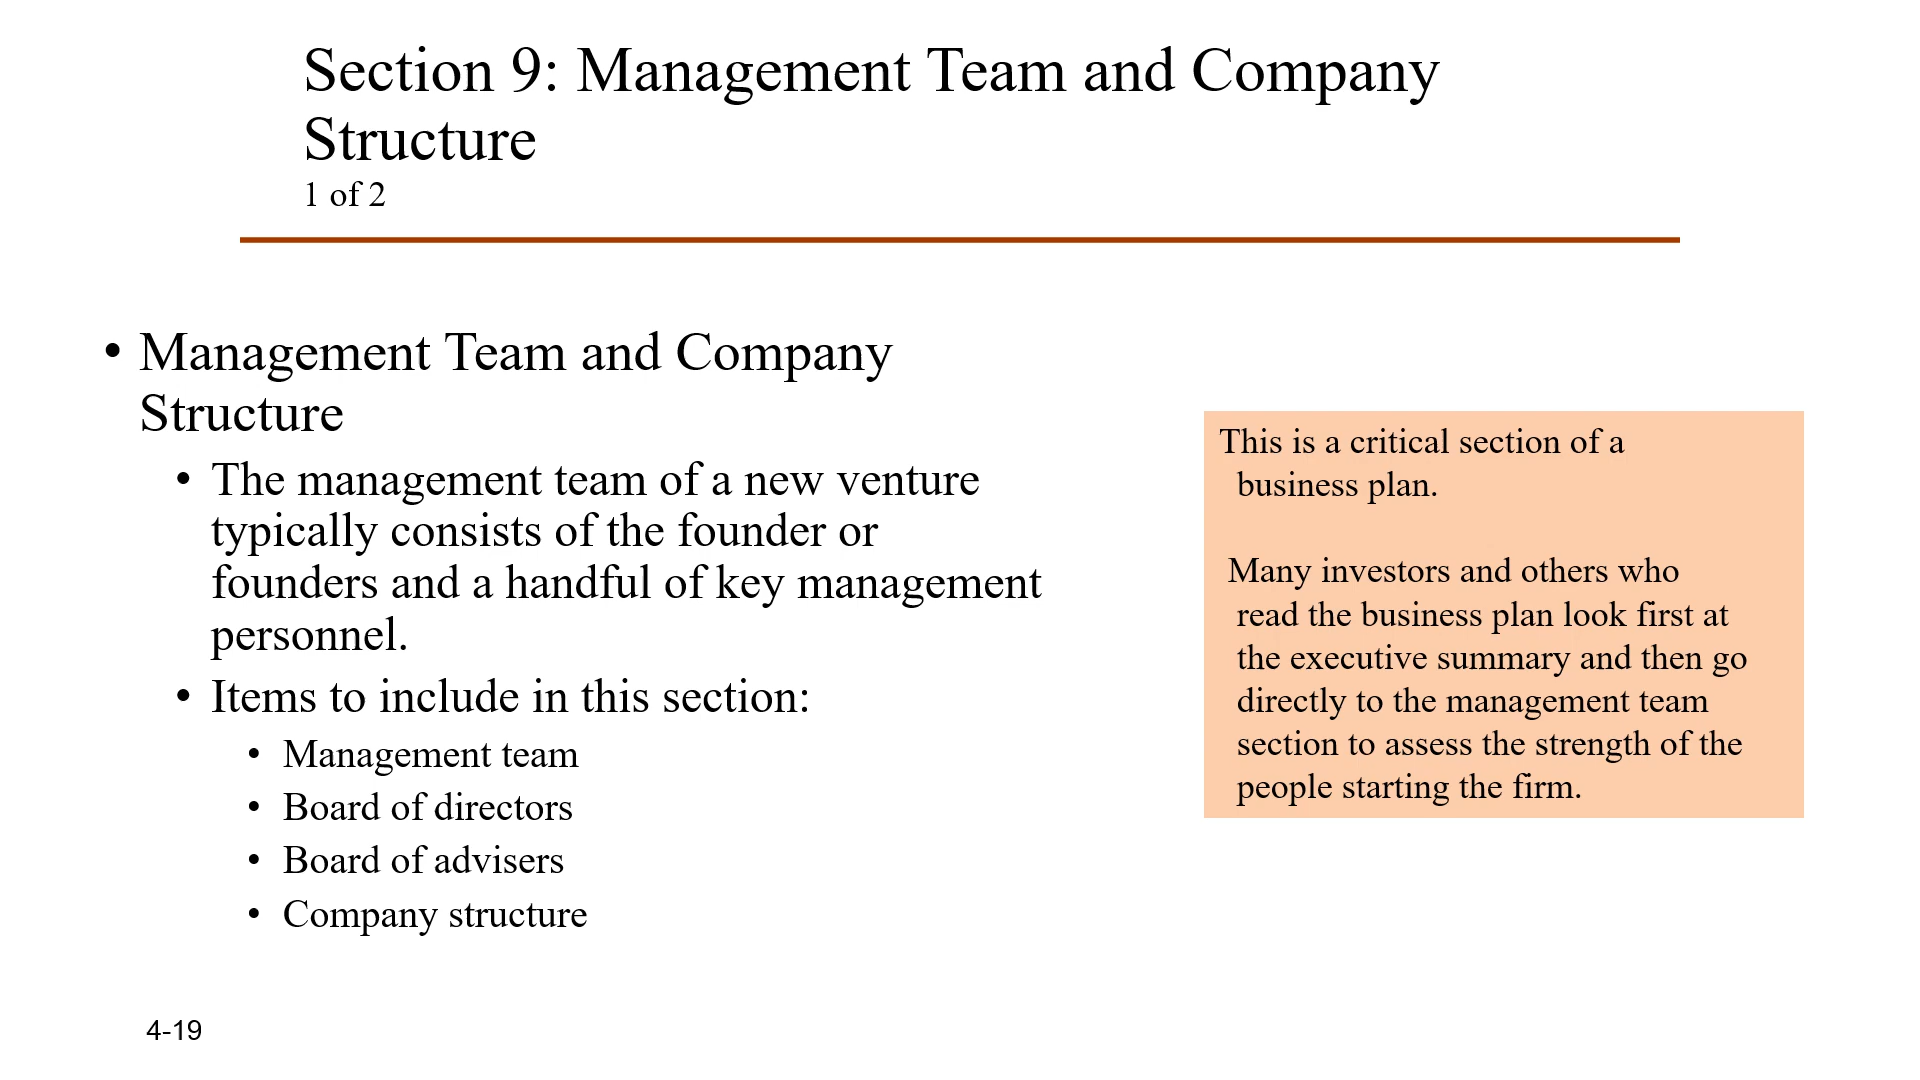 Section 9: Management Team and Company
Structure
1 of 2
• Management Team and Company
Structure
• The management team of a new venture
typically consists of the founder or
founders and a handful of key management
personnel.
• Items to include in this section:
• Management team
• Board of directors
• Board of advisers
• Company structure
This is a critical section of a
business plan.
Many investors and others who
read the business plan look first at
the executive summary and then go
directly to the management team
section to assess the strength of the
people starting the firm.
4-19